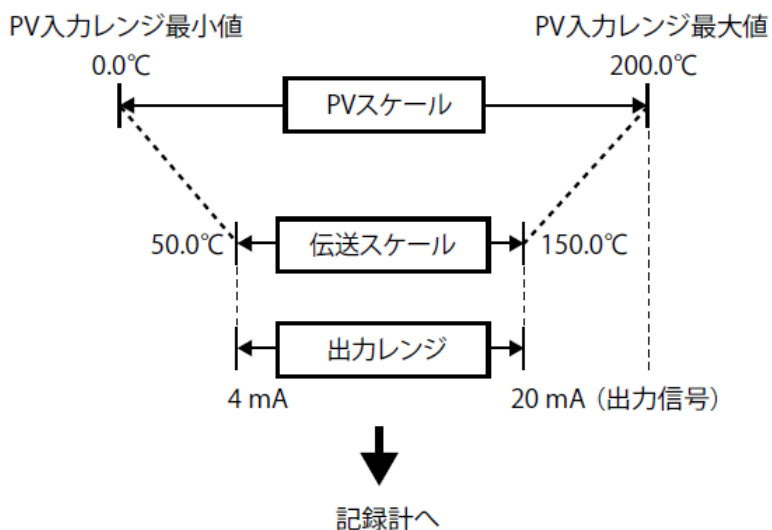 PV入力レンジ最小値
0.0℃
PV入力レンジ最大値
200.0℃
PVスケール
50.0℃
伝送スケール
150.0℃
出力レンジ
4 mA
20 mA（出力信号）
記録計へ